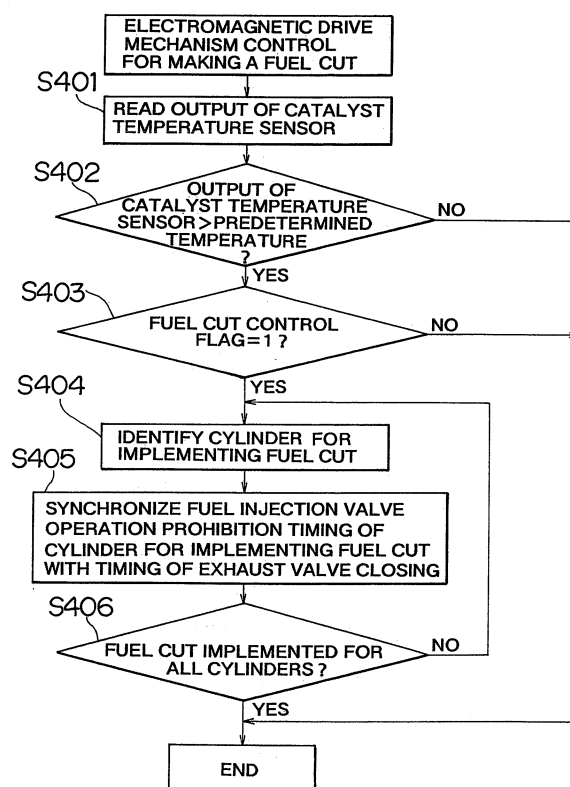 ELECTROMAGNETIC DRIVE
MECHANISM CONTROL
FOR MAKING A FUEL CUT
S401
READ OUTPUT OF CATALYST
TEMPERATURE SENSOR
S402
OUTPUT OF
CATALYST TEMPERATURE
SENSOR>PREDETERMINED
TEMPERATURE
?
NO
YES
S403
FUEL CUT CONTROL
FLAG=1?
NO
YES
S404
IDENTIFY CYLINDER FOR
IMPLEMENTING FUEL CUT
S405
SYNCHRONIZE FUEL INJECTION VALVE
OPERATION PROHIBITION TIMING OF
CYLINDER FOR IMPLEMENTING FUEL CUT
WITH TIMING OF EXHAUST VALVE CLOSING
S406
FUEL CUT IMPLEMENTED FOR
ALL CYLINDERS?
NO
YES
END